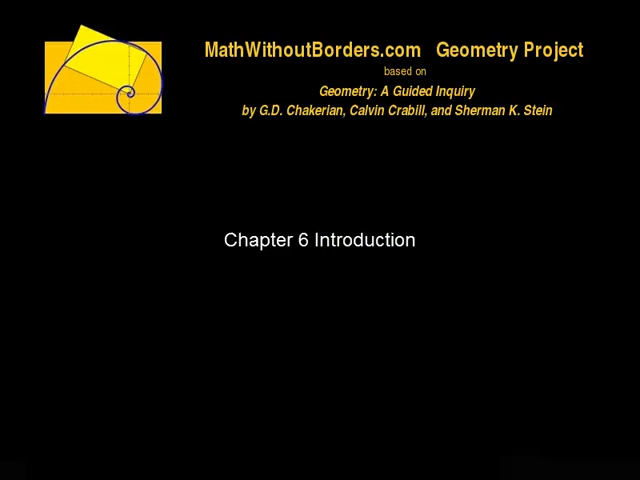 MathWithoutBorders.com Geometry Project
based on
Geometry: A Guided Inquiry
by G.D. Chakerian, Calvin Crabill, and Sherman K. Stein
Chapter 6 Introduction